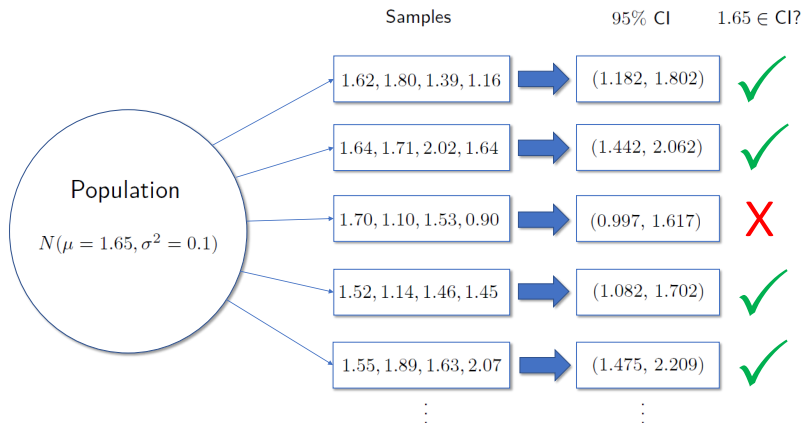 Samples 95% CI 1.65 ∈ CI?
1.62, 1.80, 1.39, 1.16 (1.182, 1.802)
1.64, 1.71, 2.02, 1.64 (1.442, 2.062)
Population
1.70, 1.10, 1.53, 0.90 (0.997, 1.617) X
N(μ = 1.65, σ² = 0.1)
1.52, 1.14, 1.46, 1.45 (1.082, 1.702)
1.55, 1.89, 1.63, 2.07 (1.475, 2.209)
⋮ ⋮